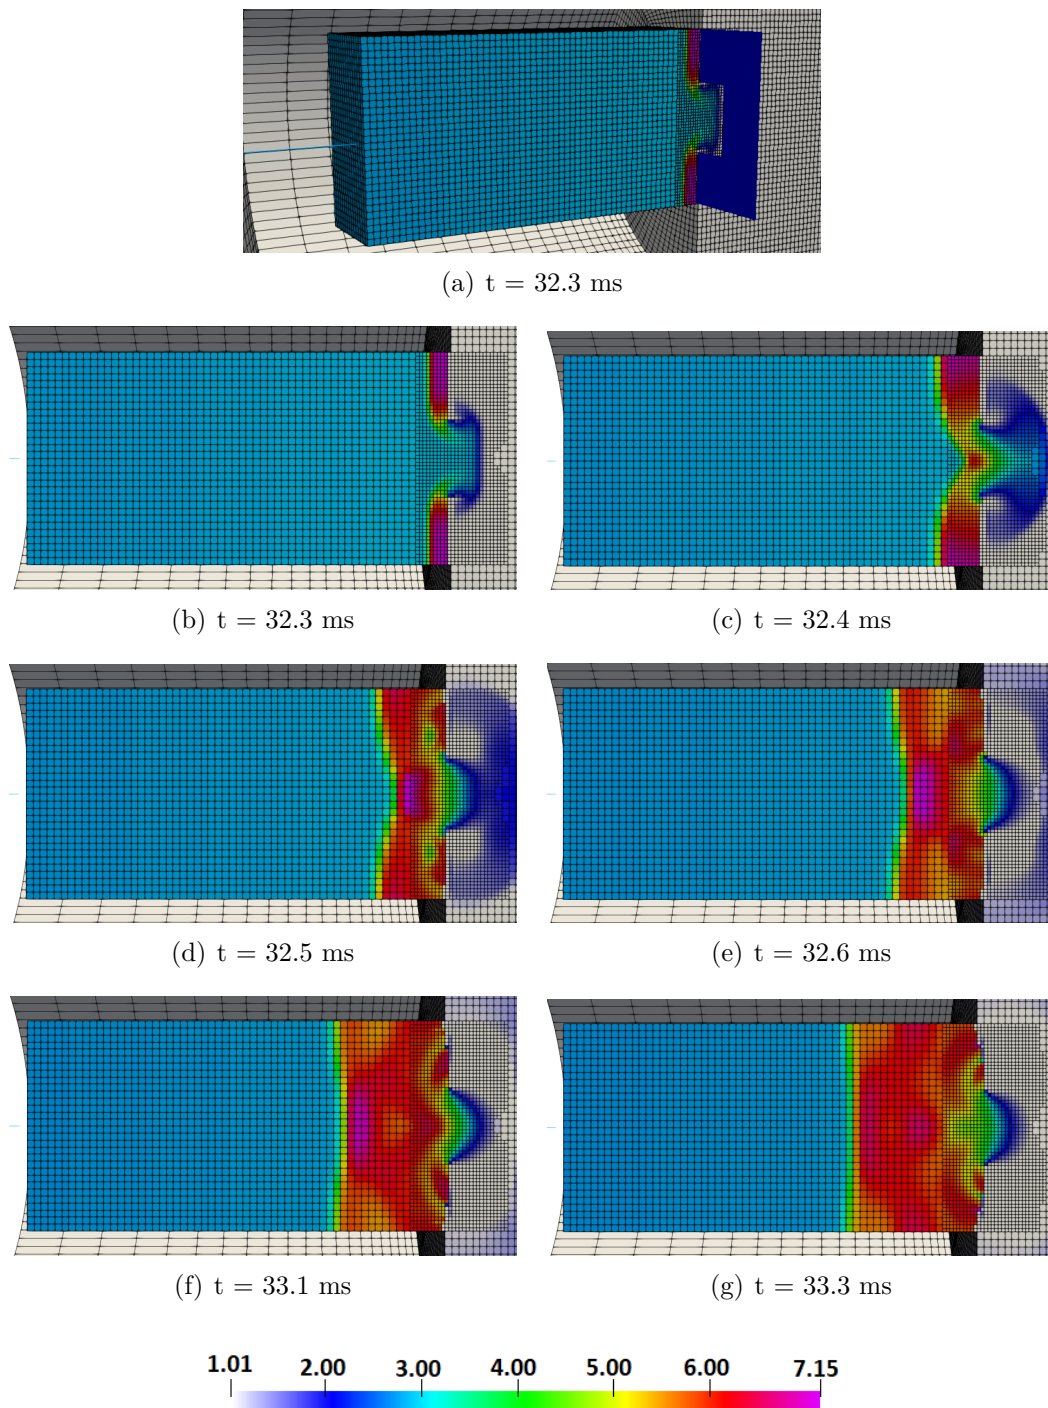 (a) t = 32.3 ms
(b) t = 32.3 ms
(c) t = 32.4 ms
(d) t = 32.5 ms
(e) t = 32.6 ms
(f) t = 33.1 ms
(g) t = 33.3 ms
1.01 2.00 3.00 4.00 5.00 6.00 7.15